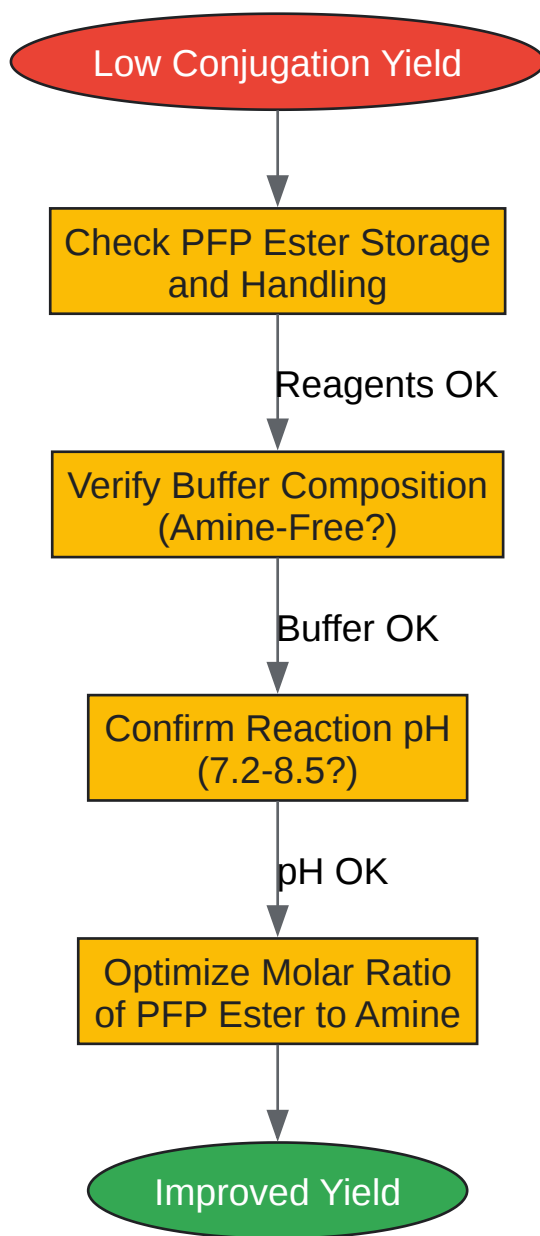 Low Conjugation Yield
Check PFP Ester Storage
and Handling
Reagents OK
Verify Buffer Composition
(Amine-Free?)
Buffer OK
Confirm Reaction pH
(7.2-8.5?)
pH OK
Optimize Molar Ratio
of PFP Ester to Amine
Improved Yield